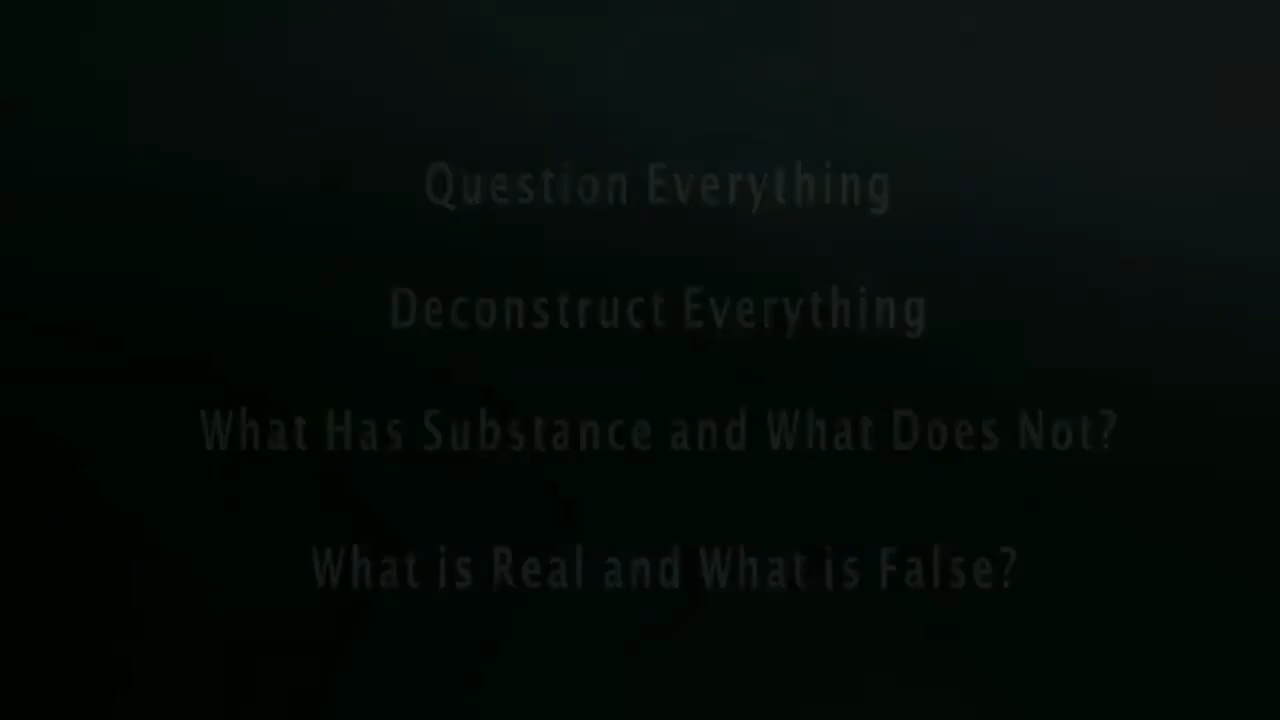 Question Everything
Deconstruct Everything
What Has Substance and What Does Not?
What is Real and What is False?